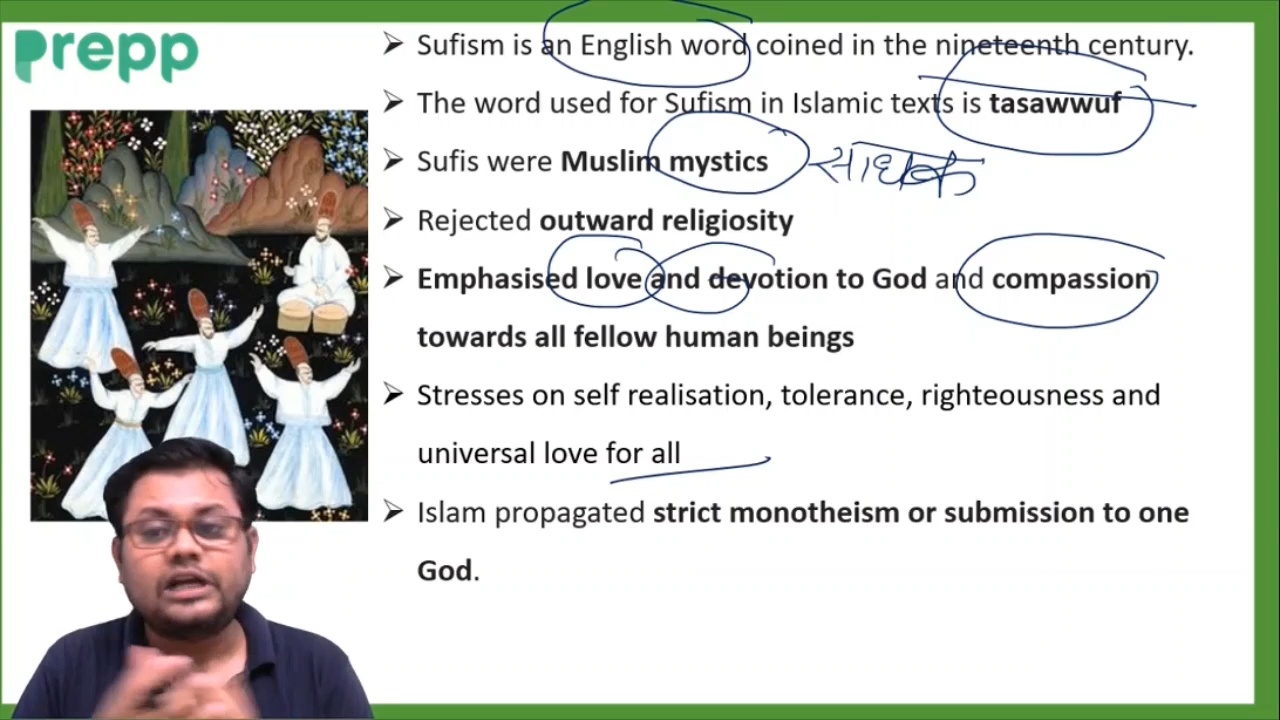 prepp
➤ Sufism is an English word coined in the nineteenth century.
➤ The word used for Sufism in Islamic texts is tasawwuf
➤ Sufis were Muslim mystics साधक
➤ Rejected outward religiosity
➤ Emphasised love and devotion to God and compassion
towards all fellow human beings
➤ Stresses on self realisation, tolerance, righteousness and
universal love for all
➤ Islam propagated strict monotheism or submission to one
God.